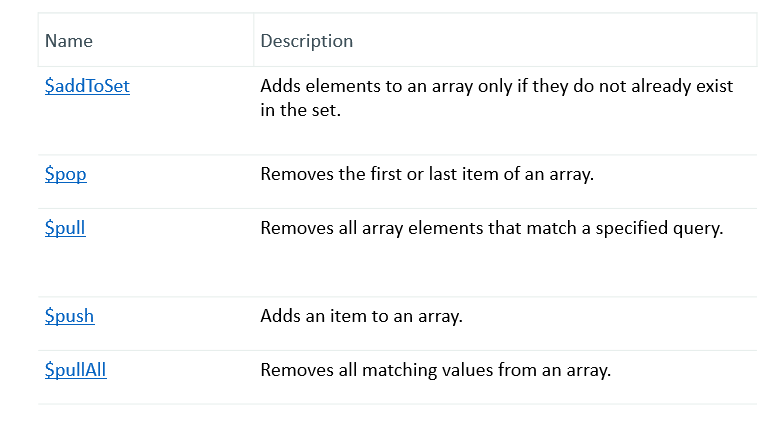 Name Description
$addToSet Adds elements to an array only if they do not already exist
in the set.
$pop Removes the first or last item of an array.
$pull Removes all array elements that match a specified query.
$push Adds an item to an array.
$pullAll Removes all matching values from an array.